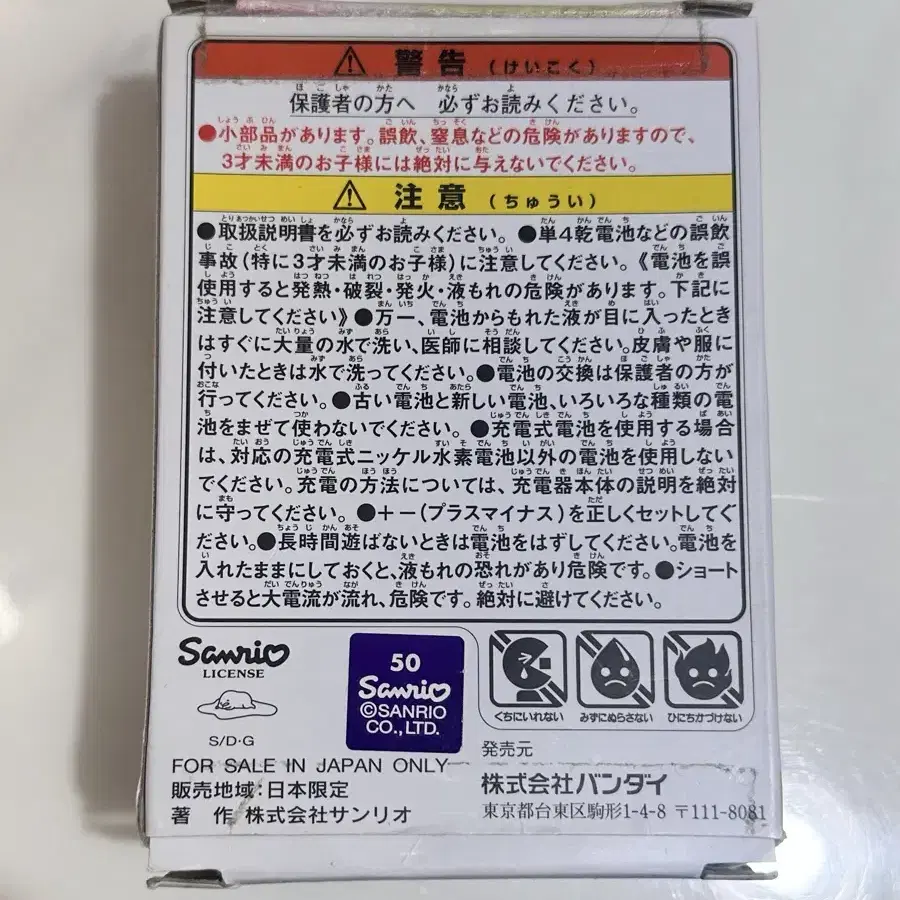 警告 (けいこく)
保護者の方へ 必ずお読みください。
●小部品があります。誤飲、窒息などの危険がありますので、
3才未満のお子様には絶対に与えないでください。
注意 (ちゅうい)
●取扱説明書を必ずお読みください。 ●単4乾電池などの誤飲
事故(特に3才未満のお子様)に注意してください。《電池を誤
使用すると発熱・破裂・発火・液もれの危険があります。下記に
注意してください》●万一、電池からもれた液が目に入ったとき
はすぐに大量の水で洗い、医師に相談してください。皮膚や服に
付いたときは水で洗ってください。●電池の交換は保護者の方が
行ってください。●古い電池と新しい電池、いろいろな種類の電
池をまぜて使わないでください。 ●充電式電池を使用する場合
は、対応の充電式ニッケル水素電池以外の電池を使用しない
でください。充電の方法については、充電器本体の説明を絶対
に守ってください。 ●+−(プラスマイナス)を正しくセットしてく
ださい。●長時間遊ばないときは電池をはずしてください。電池を
入れたままにしておくと、液もれの恐れがあり危険です。●ショート
させると大電流が流れ、危険です。絶対に避けてください。
Sanrio
LICENSE
S/D·G
50
Sanrio
©SANRIO
CO., LTD.
くちにいれない みずにぬらさない ひにちかづけない
FOR SALE IN JAPAN ONLY
販売地域:日本限定
著 作 株式会社サンリオ
発売元
株式会社バンダイ
東京都台東区駒形1-4-8 〒111-8081